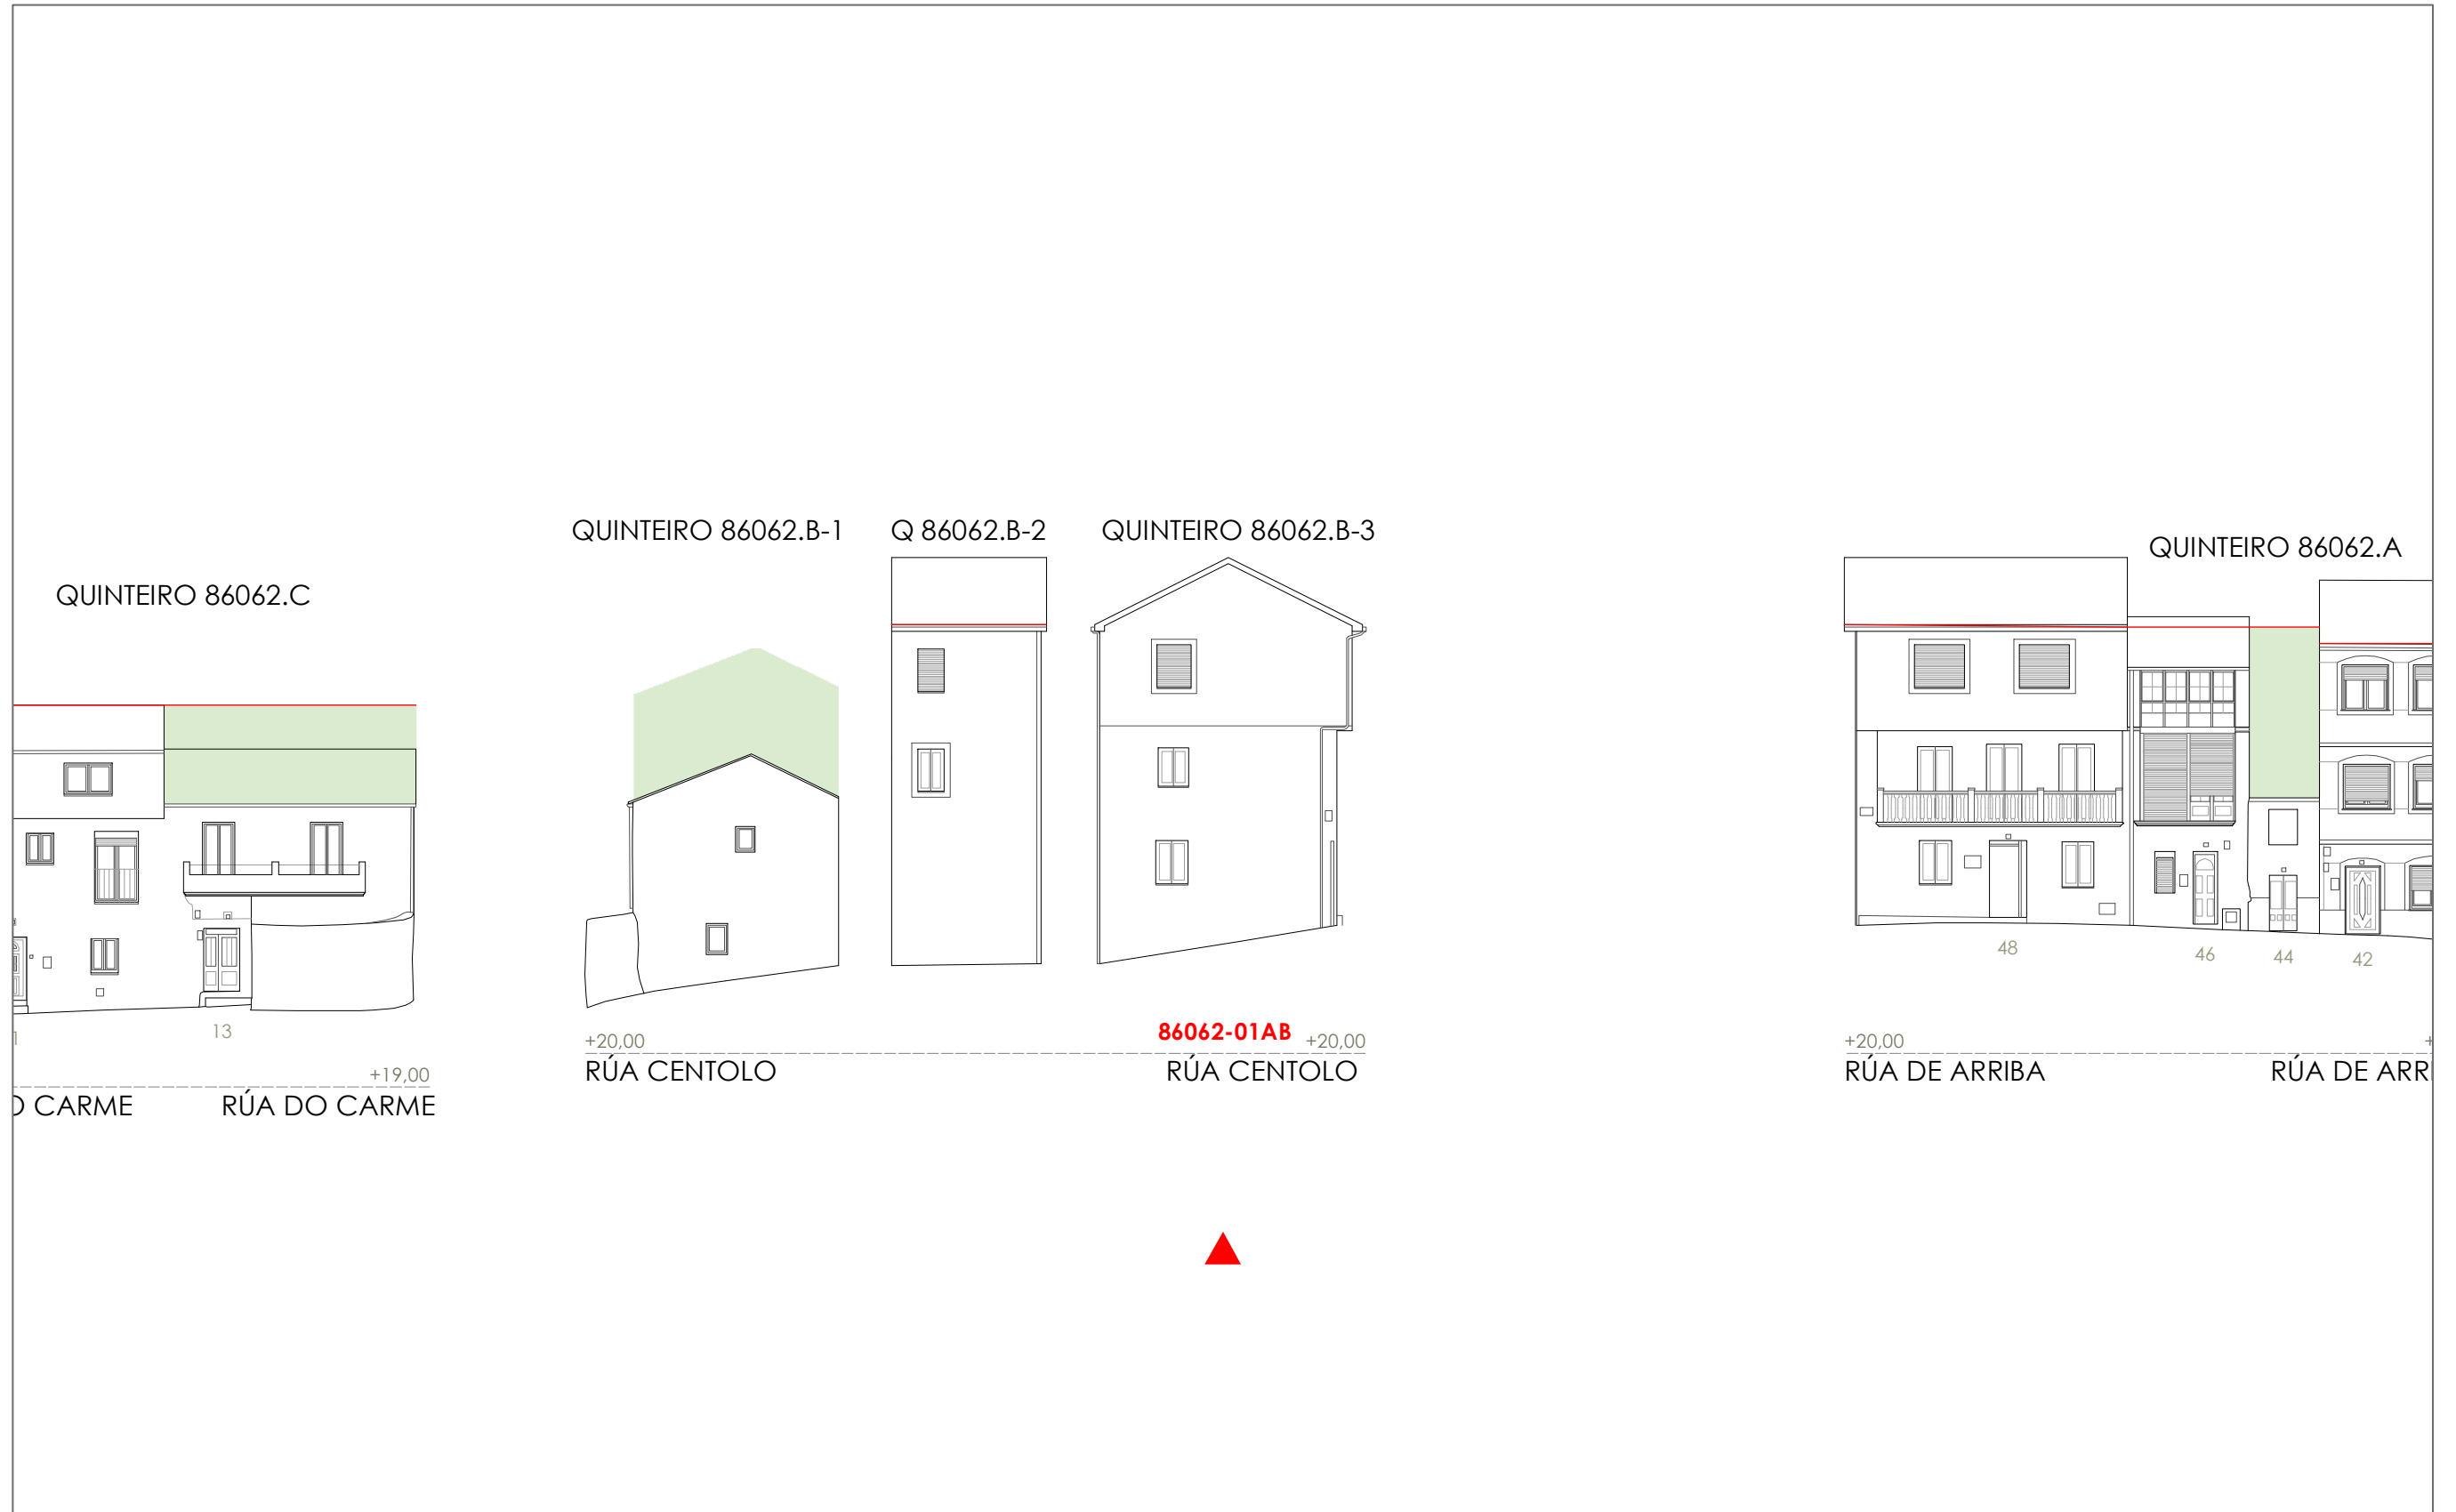 QUINTEIRO 86062.B-1
Q 86062.B-2
QUINTEIRO 86062.B-3
QUINTEIRO 86062.A
QUINTEIRO 86062.C
48
46
44
42
13
+20,00
86062-01AB
+20,00
+20,00
RÚA CENTOLO
RÚA CENTOLO
RÚA DE ARRIBA
RÚA DE ARRI
+19,00
O CARME
RÚA DO CARME